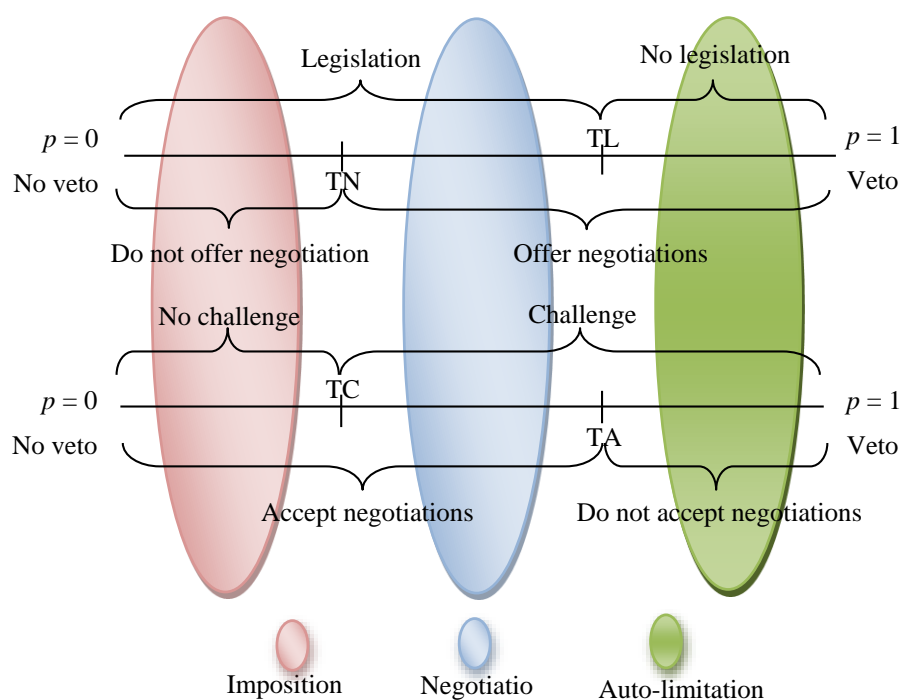 Legislation
No legislation
p = 0
TL
p = 1
No veto
TN
Veto
Do not offer negotiation
Offer negotiations
No challenge
Challenge
TC
p = 0
p = 1
No veto
TA
Veto
Accept negotiations
Do not accept negotiations
Imposition
Negotiatio
Auto-limitation